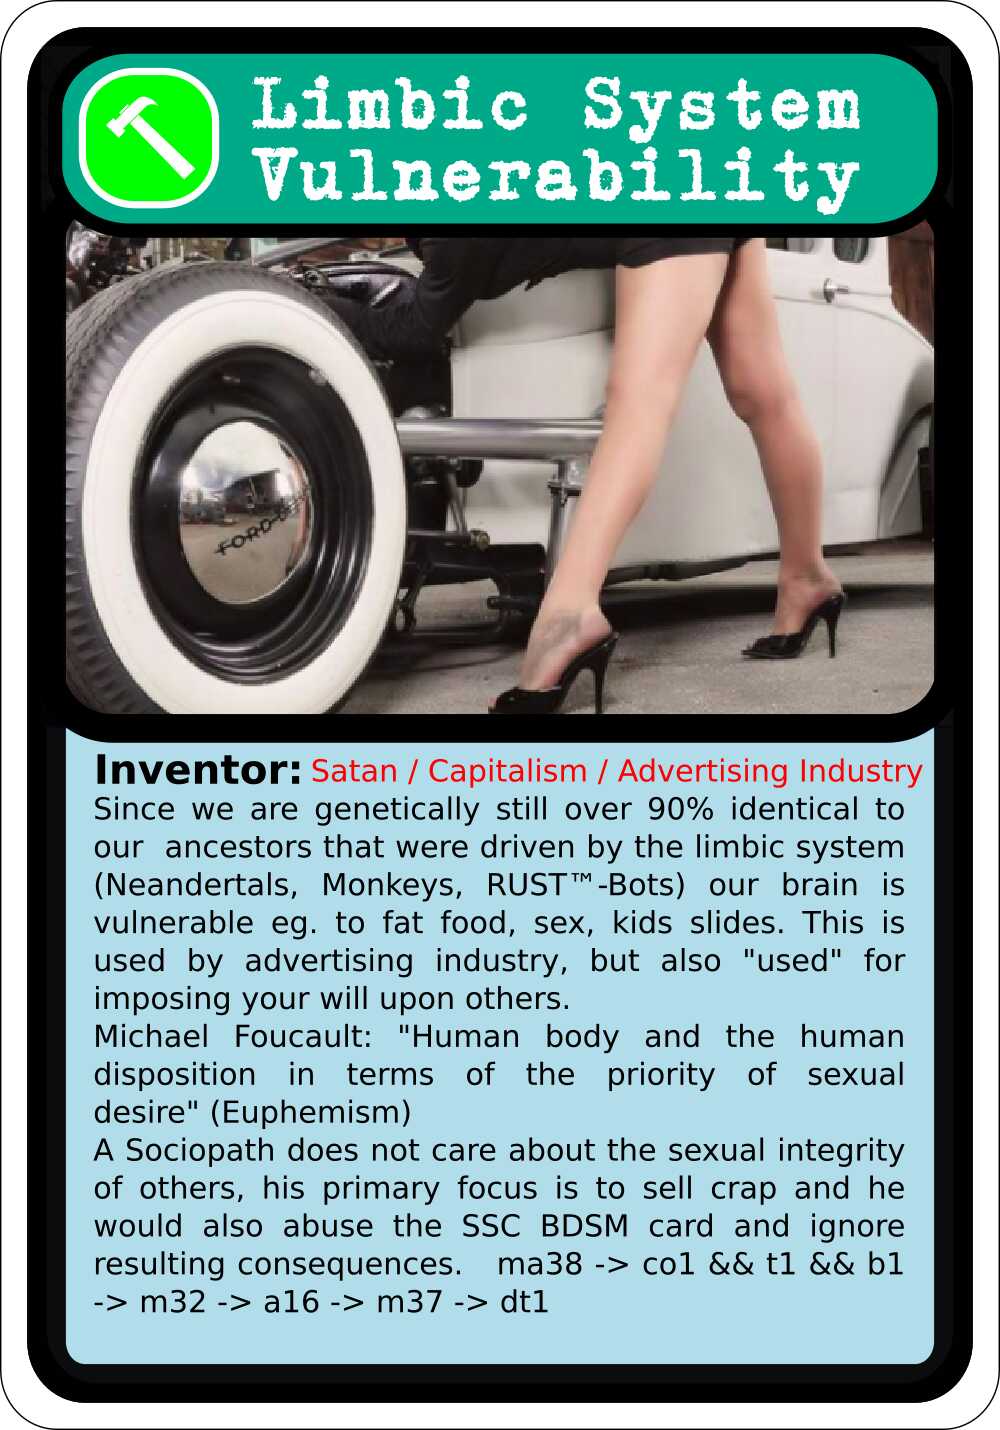 Limbic System
Vulnerability
FORD
Inventor: Satan / Capitalism / Advertising Industry
Since we are genetically still over 90% identical to
our ancestors that were driven by the limbic system
(Neandertals, Monkeys, RUST™-Bots) our brain is
vulnerable eg. to fat food, sex, kids slides. This is
used by advertising industry, but also "used" for
imposing your will upon others.
Michael Foucault: "Human body and the human
disposition in terms of the priority of sexual
desire" (Euphemism)
A Sociopath does not care about the sexual integrity
of others, his primary focus is to sell crap and he
would also abuse the SSC BDSM card and ignore
resulting consequences. ma38 -> co1 && t1 && b1
-> m32 -> a16 -> m37 -> dt1